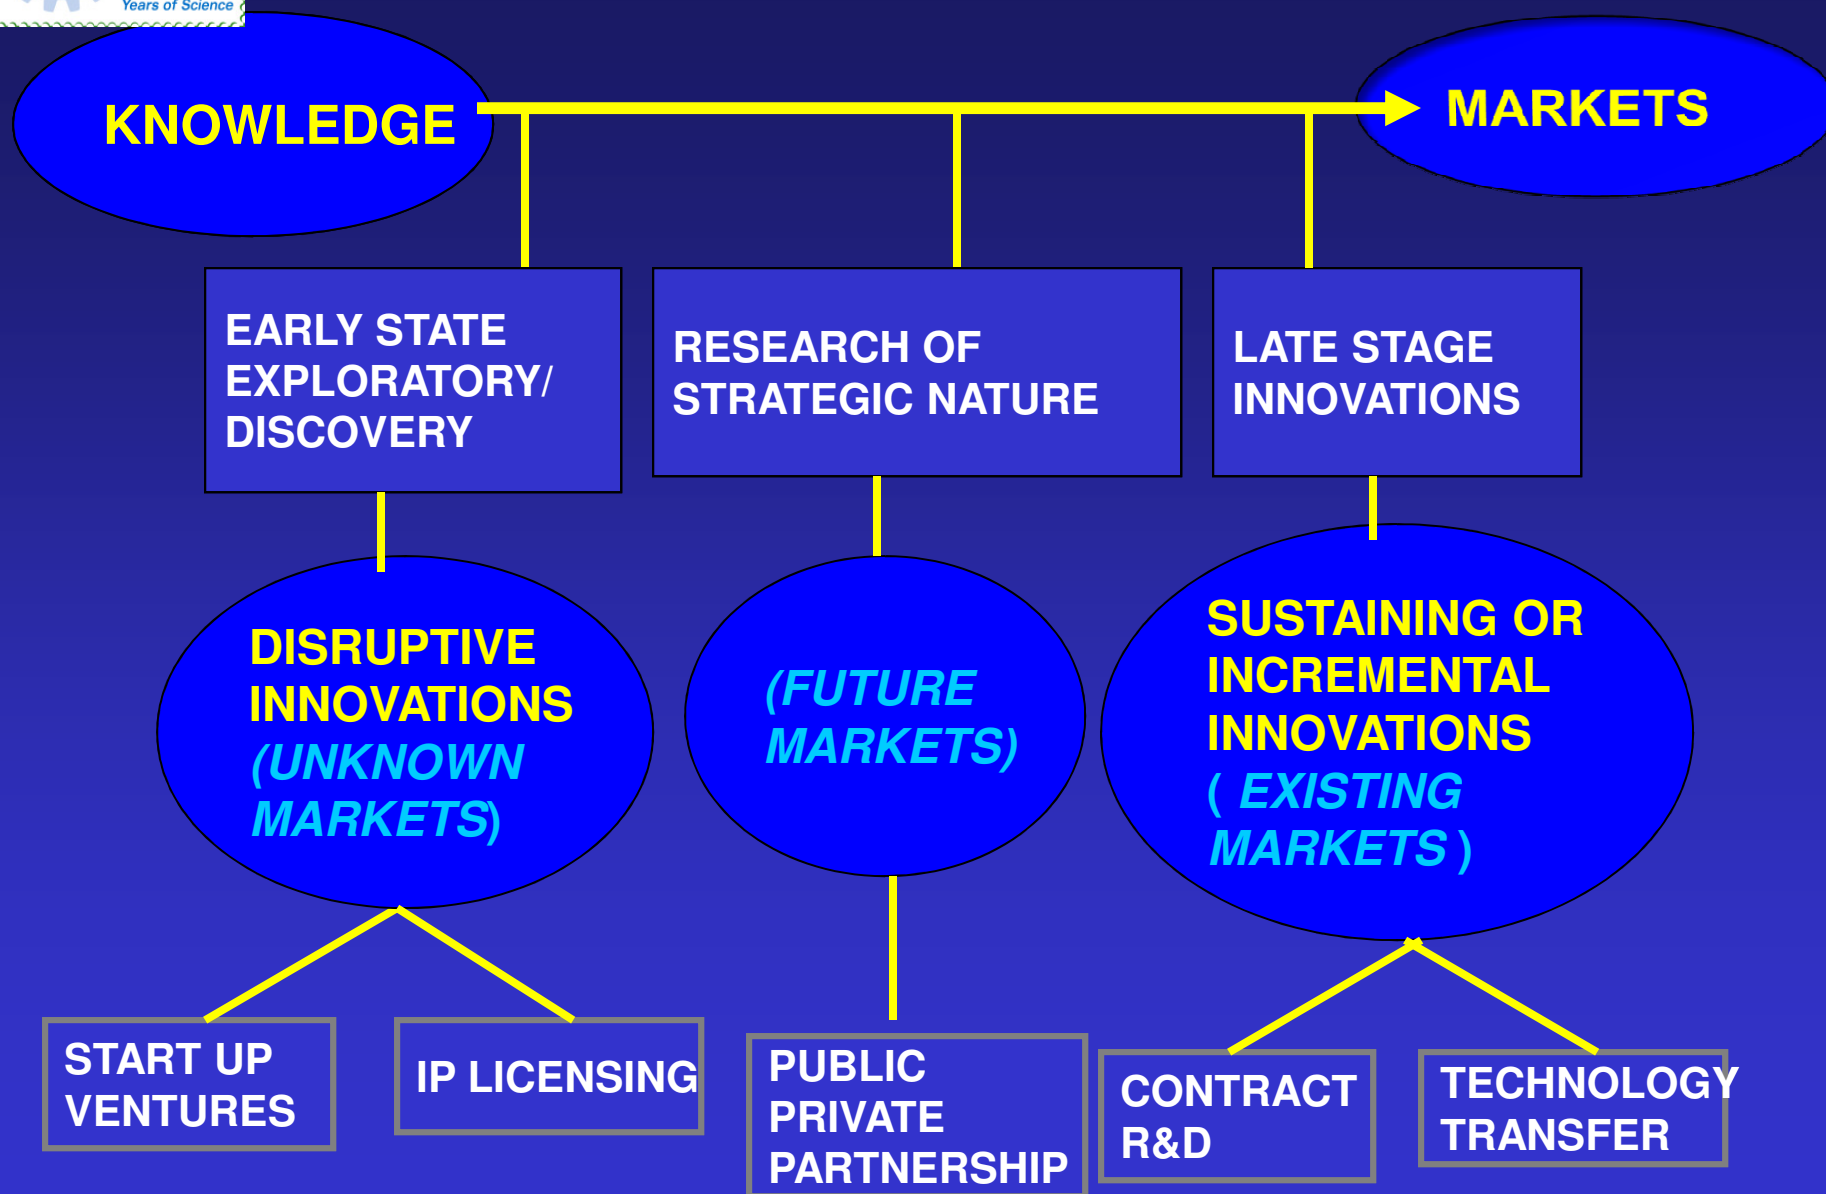 Years of Science
KNOWLEDGE
MARKETS
EARLY STATE
EXPLORATORY/
DISCOVERY
RESEARCH OF
STRATEGIC NATURE
LATE STAGE
INNOVATIONS
DISRUPTIVE
INNOVATIONS
(UNKNOWN
MARKETS)
(FUTURE
MARKETS)
SUSTAINING OR
INCREMENTAL
INNOVATIONS
( EXISTING
MARKETS )
START UP
VENTURES
IP LICENSING
PUBLIC
PRIVATE
PARTNERSHIP
CONTRACT
R&D
TECHNOLOGY
TRANSFER